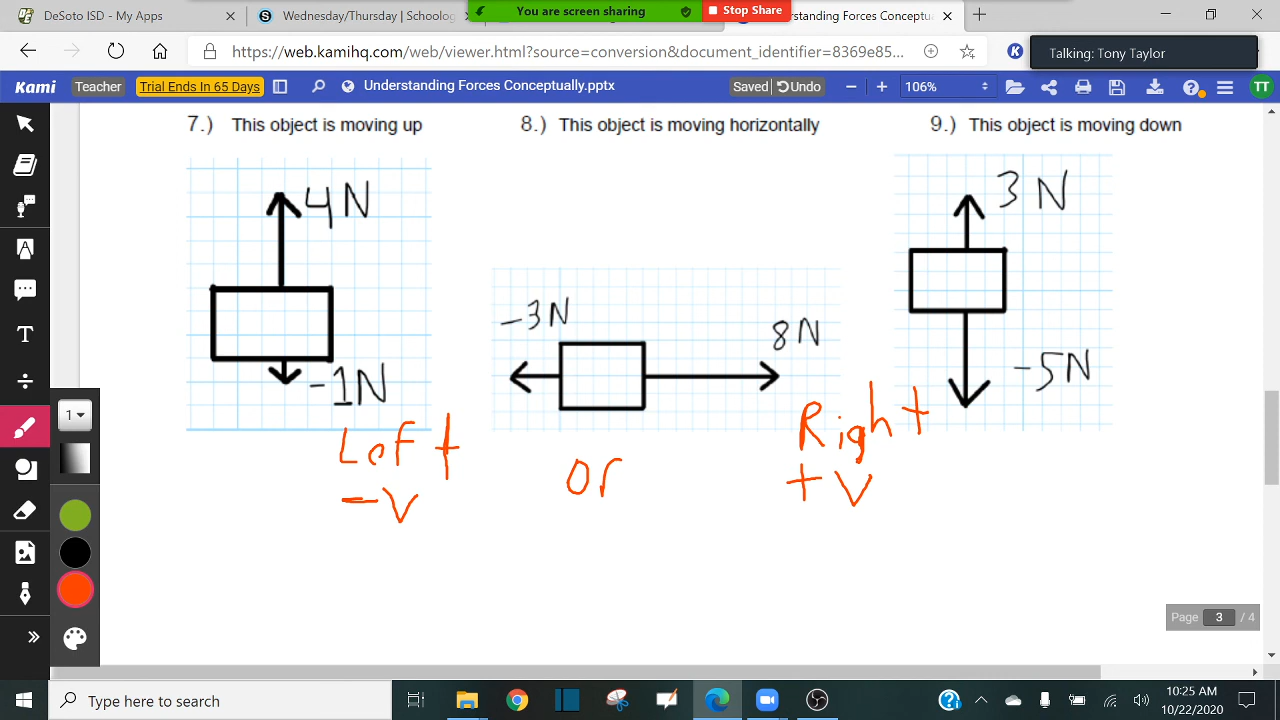 Dadeschools - My Apps
Wednesday/Thursday | Schoolog
You are screen sharing
Stop Share
derstanding Forces Conceptu
https://web.kamihq.com/web/viewer.html?source=conversion&document_identifier=8369e85...
Talking: Tony Taylor
Kami Teacher Trial Ends In 65 Days Understanding Forces Conceptually.pptx Saved Undo 106% TT
7.) This object is moving up
8.) This object is moving horizontally
9.) This object is moving down
4N
3 N
-3N
8N
-1N
-5N
Left
-V
or
Right
+V
1
Page 3 / 4
Type here to search
10:25 AM
10/22/2020